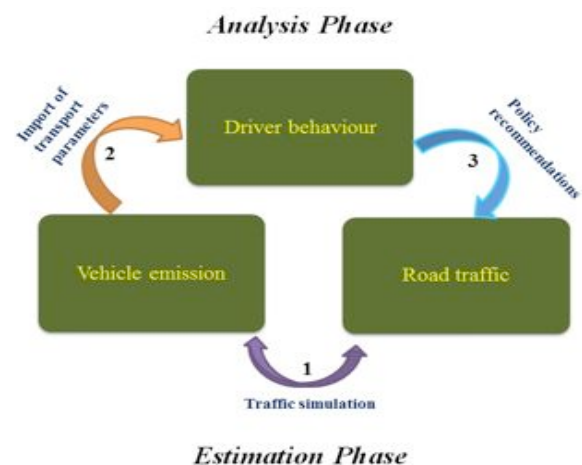 Analysis Phase
Import of
transport
parameters
2
Driver behaviour
3
Policy
recommendations
Vehicle emission
Road traffic
1
Traffic simulation
Estimation Phase